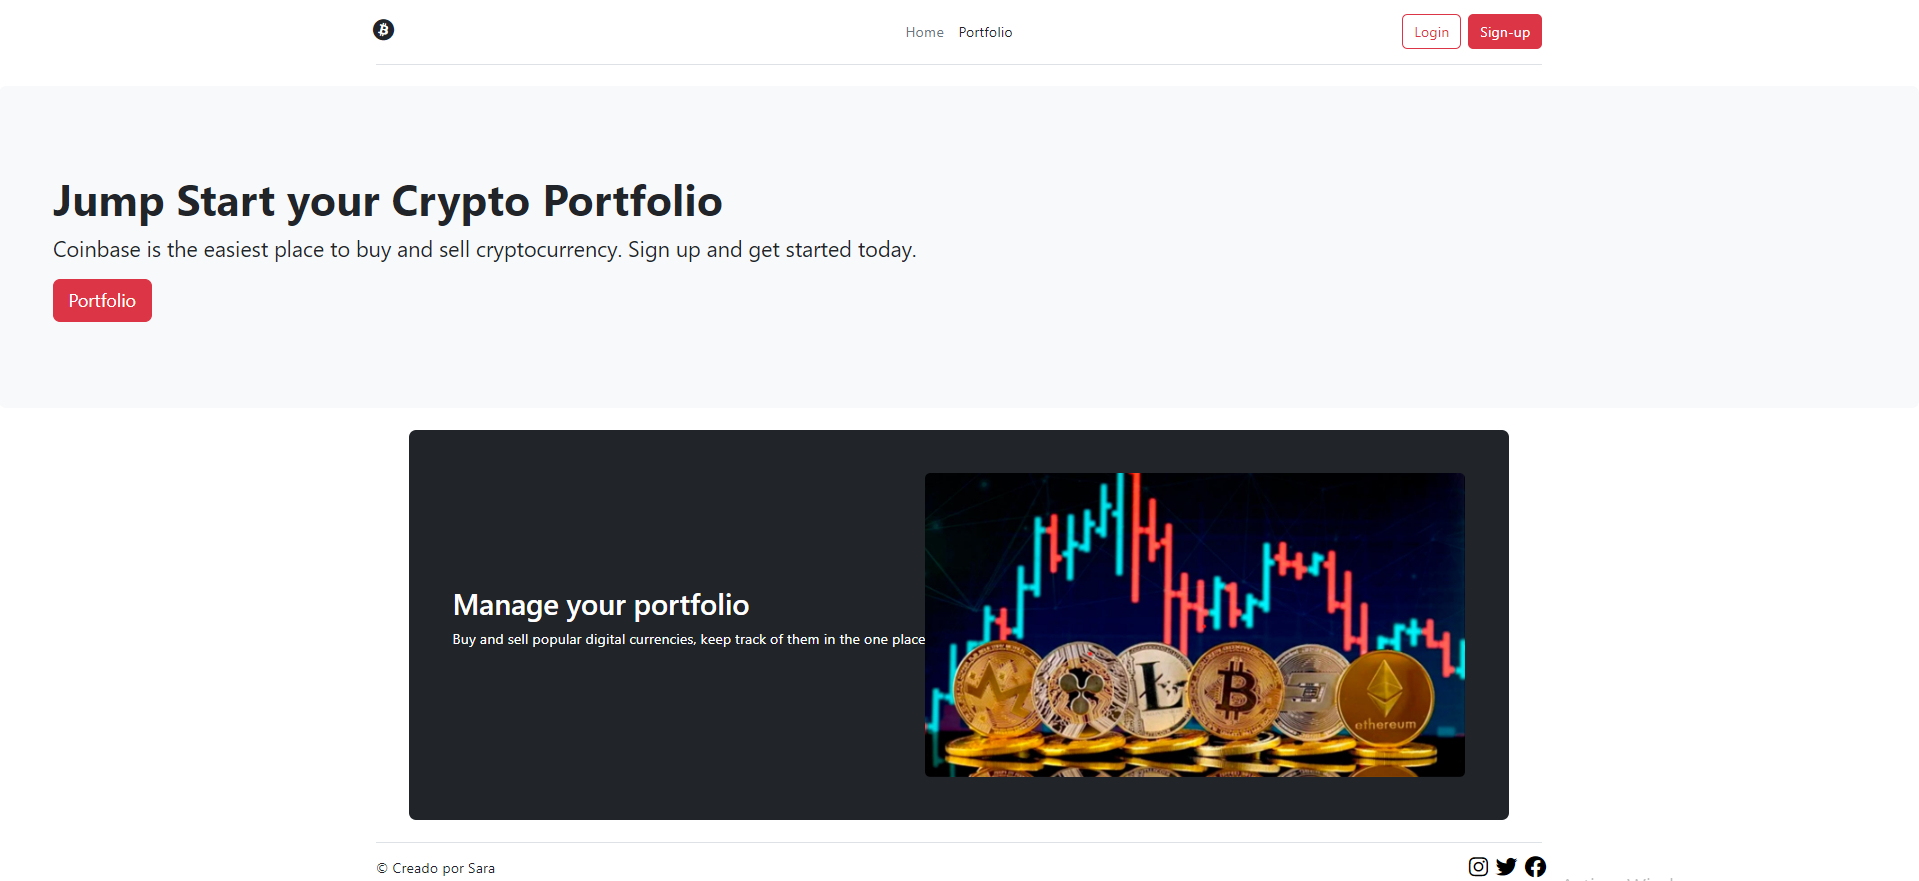 Home Portfolio Login Sign-up
Jump Start your Crypto Portfolio
Coinbase is the easiest place to buy and sell cryptocurrency. Sign up and get started today.
Portfolio
Manage your portfolio
Buy and sell popular digital currencies, keep track of them in the one place
ethereum
© Creado por Sara